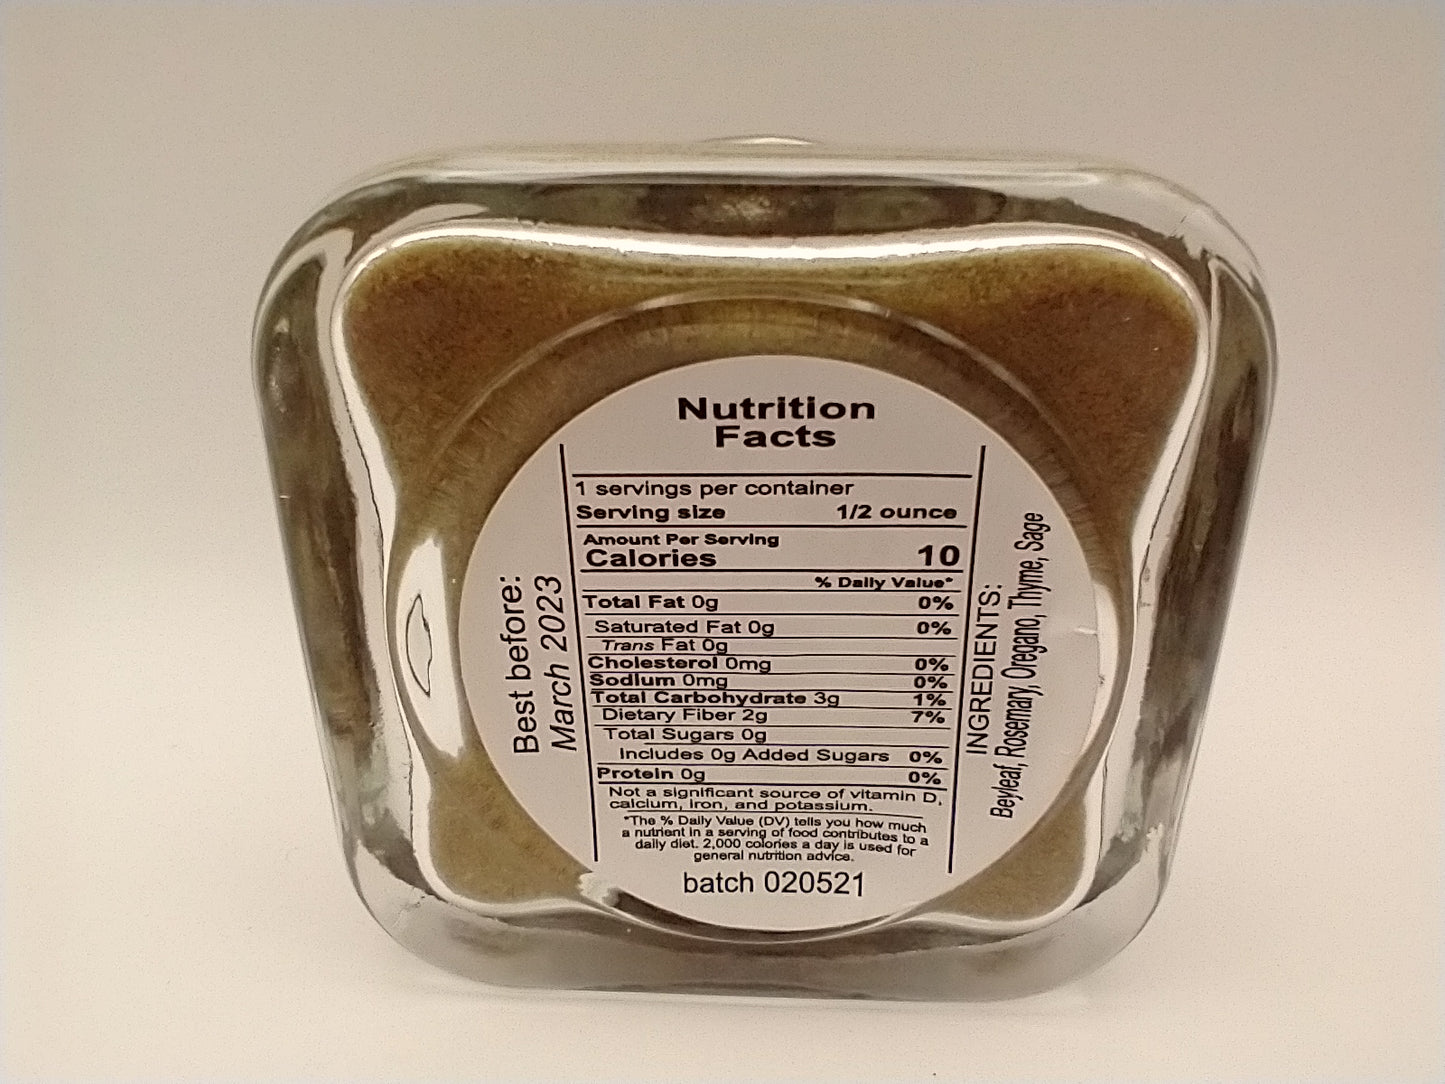 Nutrition
Facts
1 servings per container
Serving size 1/2 ounce
Amount Per Serving
Calories 10
% Daily Value*
Total Fat 0g 0%
Saturated Fat 0g 0%
Trans Fat 0g
Cholesterol 0mg 0%
Sodium 0mg 0%
Total Carbohydrate 3g 1%
Dietary Fiber 2g 7%
Total Sugars 0g
Includes 0g Added Sugars 0%
Protein 0g 0%
Not a significant source of vitamin D,
calcium, iron, and potassium.
*The % Daily Value (DV) tells you how much
a nutrient in a serving of food contributes to a
daily diet. 2,000 calories a day is used for
general nutrition advice.
batch 020521
Best before:
March 2023
INGREDIENTS:
Beyleaf, Rosemary, Oregano, Thyme, Sage